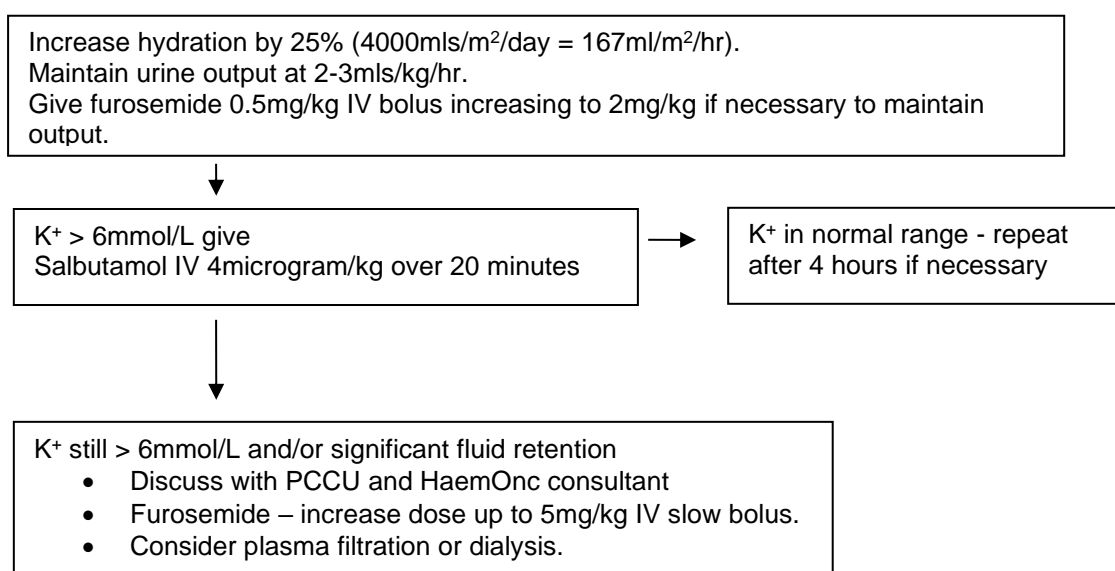 Increase hydration by 25% (4000mls/m²/day = 167ml/m²/hr).
Maintain urine output at 2-3mls/kg/hr.
Give furosemide 0.5mg/kg IV bolus increasing to 2mg/kg if necessary to maintain
output.
K⁺ > 6mmol/L give
Salbutamol IV 4microgram/kg over 20 minutes
K⁺ in normal range - repeat
after 4 hours if necessary
K⁺ still > 6mmol/L and/or significant fluid retention
• Discuss with PCCU and HaemOnc consultant
• Furosemide – increase dose up to 5mg/kg IV slow bolus.
• Consider plasma filtration or dialysis.